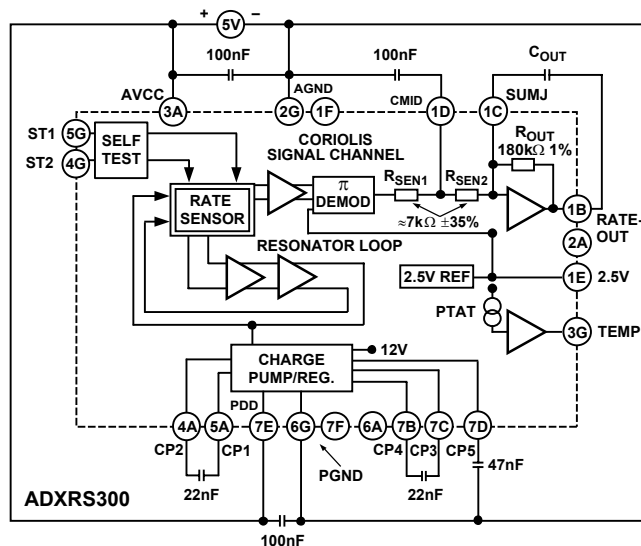 + 5V –
100nF
100nF
COUT
AVCC
AGND
CMID
SUMJ
3A
2G
1F
1D
1C
ST1
5G
ST2
4G
SELF
TEST
CORIOLIS
SIGNAL CHANNEL
ROUT
180kΩ 1%
RATE
SENSOR
π
DEMOD
RSEN1
RSEN2
≈7kΩ ±35%
1B
RATE-
OUT
2A
RESONATOR LOOP
2.5V REF
1E
2.5V
PTAT
3G
TEMP
12V
CHARGE
PUMP/REG.
PDD
4A
5A
7E
6G
7F
6A
7B
7C
7D
CP2
CP1
PGND
CP4
CP3
CP5
22nF
22nF
47nF
ADXRS300
100nF